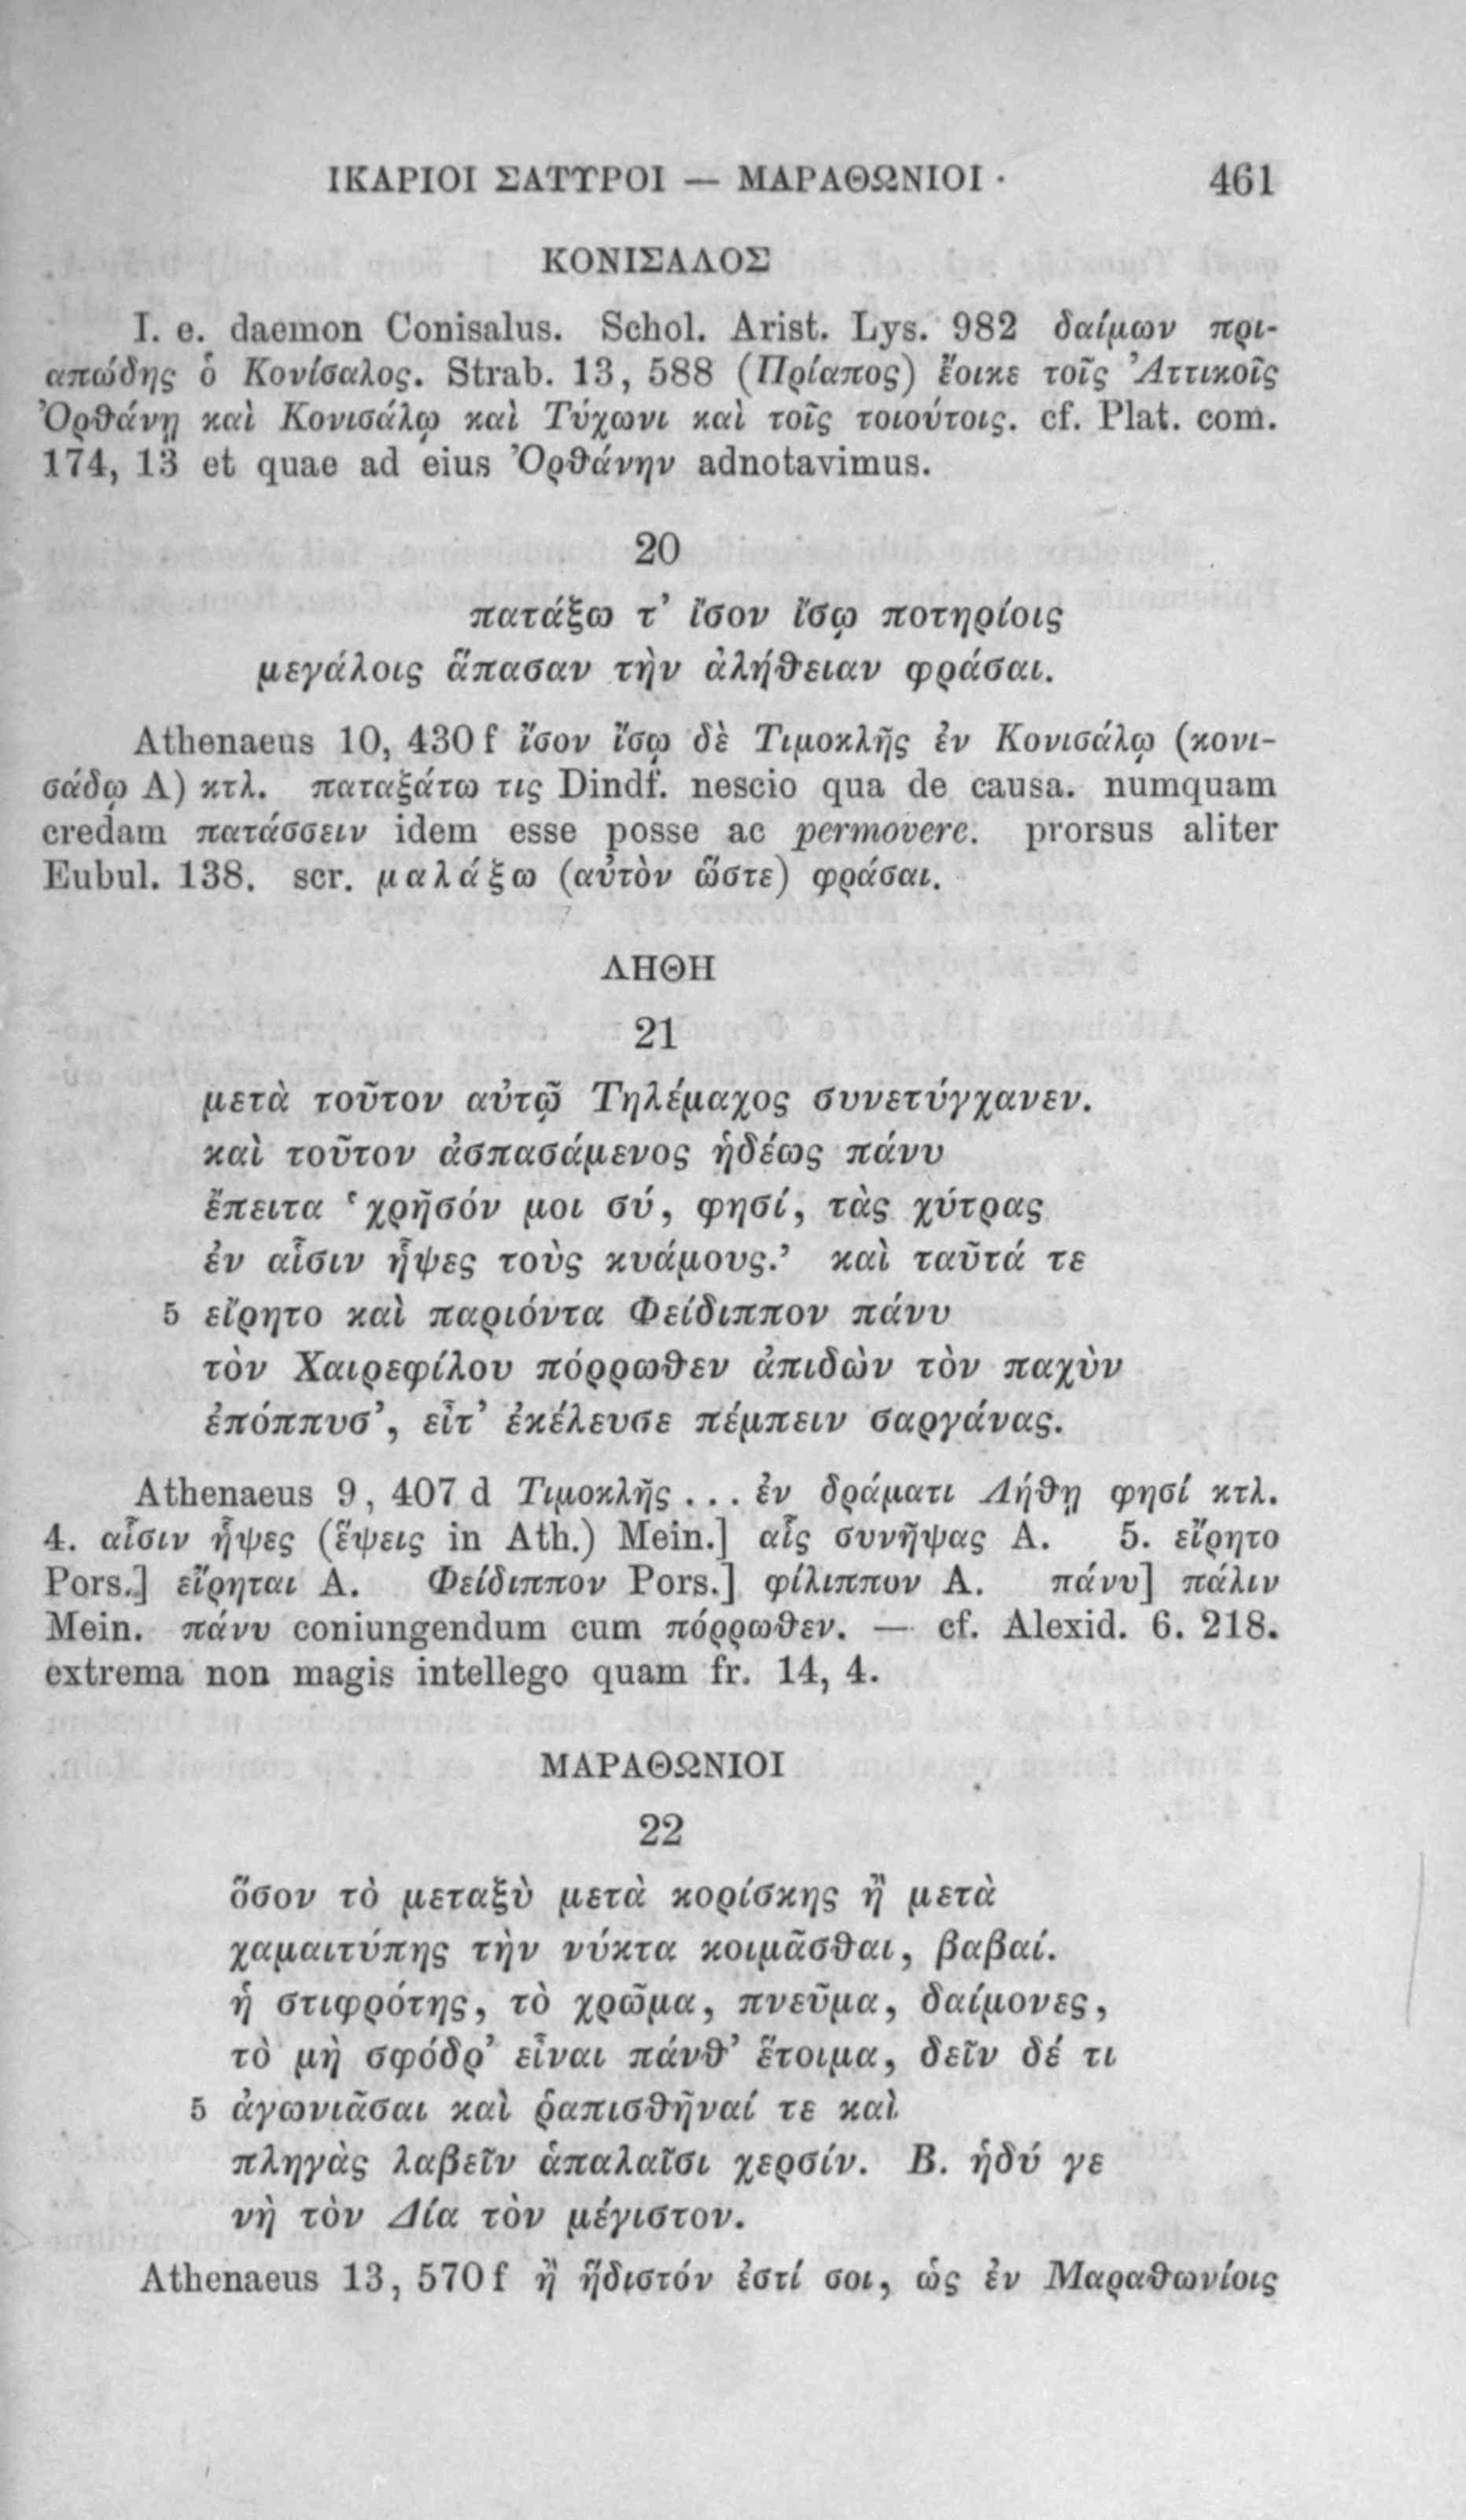 ΙΚΑΡΙΟΙ ΣΑΤΥΡΟΙ — ΜΑΡΑΘΩΝΙΟΙ 461
ΚΟΝΙΣΑΛΟΣ
I. e. daemon Conisalus. Schol. Arist. Lys. 982 δαίμων πρι-
απώδης ὁ Κονίσαλος. Strab. 13, 588 (Πρίαπος) ἔοικε τοῖς Ἀττικοῖς
Ὀρθάνῃ καὶ Κονισάλῳ καὶ Τύχωνι καὶ τοῖς τοιούτοις. cf. Plat. com.
174, 13 et quae ad eius Ὀρθάνην adnotavimus.
20
πατάξω τ' ἴσον ἴσῳ ποτηρίοις
μεγάλοις ἅπασαν τὴν ἀλήθειαν φράσαι.
Athenaeus 10, 430 f ἴσον ἴσῳ δὲ Τιμοκλῆς ἐν Κονισάλῳ (κονι-
σάδῳ A) κτλ. παταξάτω τις Dindf. nescio qua de causa. numquam
credam πατάσσειν idem esse posse ac permovere. prorsus aliter
Eubul. 138. scr. μαλάξω (αὐτὸν ὥστε) φράσαι.
ΛΗΘΗ
21
μετὰ τοῦτον αὐτῷ Τηλέμαχος συνετύγχανεν.
καὶ τοῦτον ἀσπασάμενος ἡδέως πάνυ
ἔπειτα ‘χρῆσόν μοι σύ, φησί, τὰς χύτρας
ἐν αἷσιν ἧψες τοὺς κυάμους.’ καὶ ταῦτά τε
5 εἴρητο καὶ παριόντα Φείδιππον πάνυ
τὸν Χαιρεφίλου πόρρωθεν ἀπιδὼν τὸν παχὺν
ἐπόππυσ', εἶτ' ἐκέλευσε πέμπειν σαργάνας.
Athenaeus 9, 407 d Τιμοκλῆς ... ἐν δράματι Λήθῃ φησί κτλ.
4. αἷσιν ἧψες (ἕψεις in Ath.) Mein.] αἷς συνῆψας A. 5. εἴρητο
Pors.] εἴρηται A. Φείδιππον Pors.] φίλιππον A. πάνυ] πάλιν
Mein. πάνυ coniungendum cum πόρρωθεν. — cf. Alexid. 6. 218.
extrema non magis intellego quam fr. 14, 4.
ΜΑΡΑΘΩΝΙΟΙ
22
ὅσον τὸ μεταξὺ μετὰ κορίσκης ἢ μετὰ
χαμαιτύπης τὴν νύκτα κοιμᾶσθαι, βαβαί.
ἡ στιφρότης, τὸ χρῶμα, πνεῦμα, δαίμονες,
τὸ μὴ σφόδρ' εἶναι πάνθ' ἕτοιμα, δεῖν δέ τι
5 ἀγωνιᾶσαι καὶ ῥαπισθῆναί τε καὶ
πληγὰς λαβεῖν ἁπαλαῖσι χερσίν. Β. ἡδύ γε
νὴ τὸν Δία τὸν μέγιστον.
Athenaeus 13, 570 f ἢ ἥδιστόν ἐστί σοι, ὡς ἐν Μαραθωνίοις